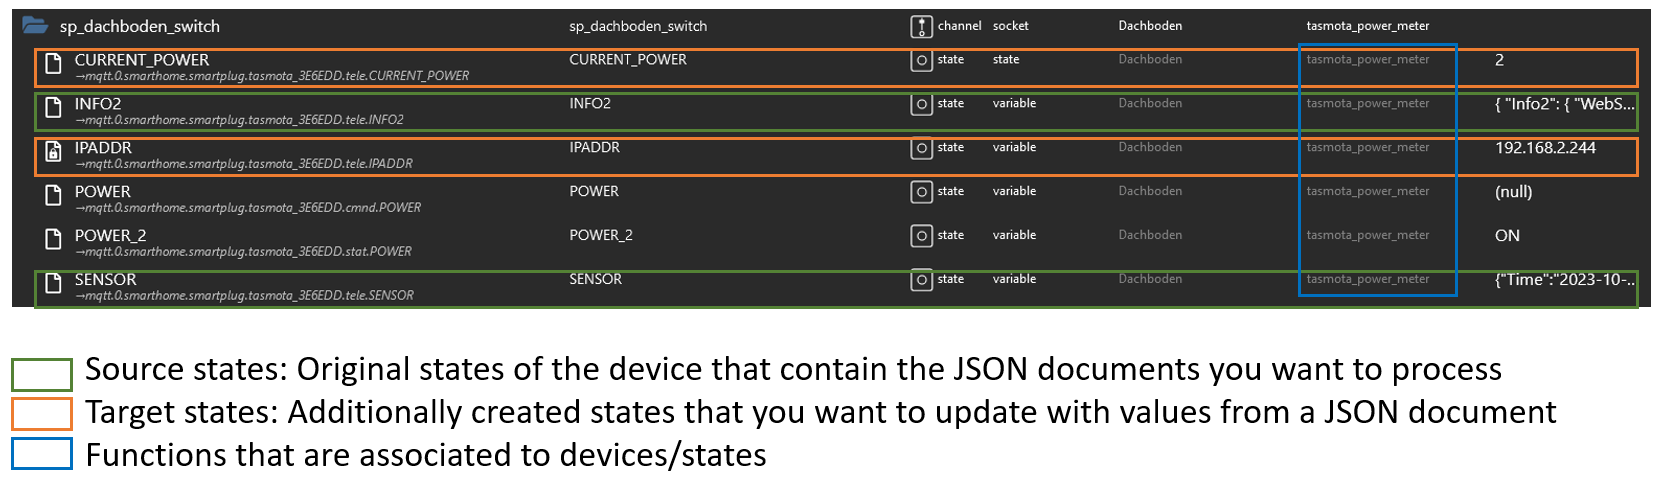 sp_dachboden_switch sp_dachboden_switch channel socket Dachboden tasmota_power_meter
CURRENT_POWER CURRENT_POWER state state Dachboden tasmota_power_meter 2
→mqtt.0.smarthome.smartplug.tasmota_3E6EDD.tele.CURRENT_POWER
INFO2 INFO2 state variable Dachboden tasmota_power_meter { "Info2": { "WebS...
→mqtt.0.smarthome.smartplug.tasmota_3E6EDD.tele.INFO2
IPADDR IPADDR state variable Dachboden tasmota_power_meter 192.168.2.244
→mqtt.0.smarthome.smartplug.tasmota_3E6EDD.tele.IPADDR
POWER POWER state variable Dachboden tasmota_power_meter (null)
→mqtt.0.smarthome.smartplug.tasmota_3E6EDD.cmnd.POWER
POWER_2 POWER_2 state variable Dachboden tasmota_power_meter ON
→mqtt.0.smarthome.smartplug.tasmota_3E6EDD.stat.POWER
SENSOR SENSOR state variable Dachboden tasmota_power_meter {"Time":"2023-10-...
→mqtt.0.smarthome.smartplug.tasmota_3E6EDD.tele.SENSOR
Source states: Original states of the device that contain the JSON documents you want to process
Target states: Additionally created states that you want to update with values from a JSON document
Functions that are associated to devices/states